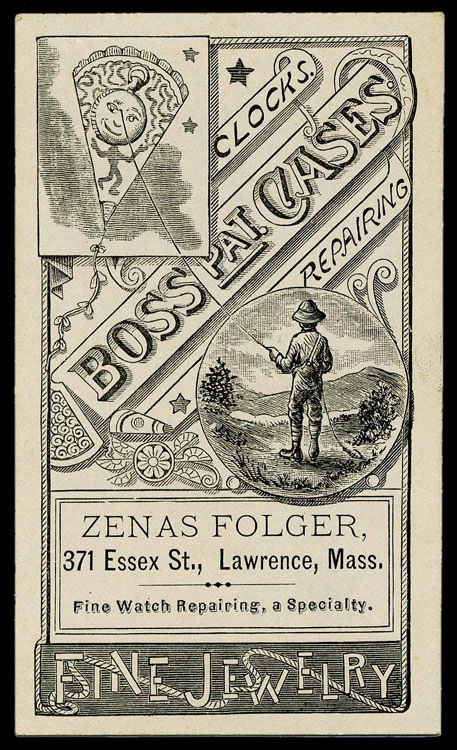 CLOCKS.
BOSS PAT. CASES
REPAIRING
ZENAS FOLGER,
371 Essex St., Lawrence, Mass.
Fine Watch Repairing, a Specialty.
FINE JEWELRY